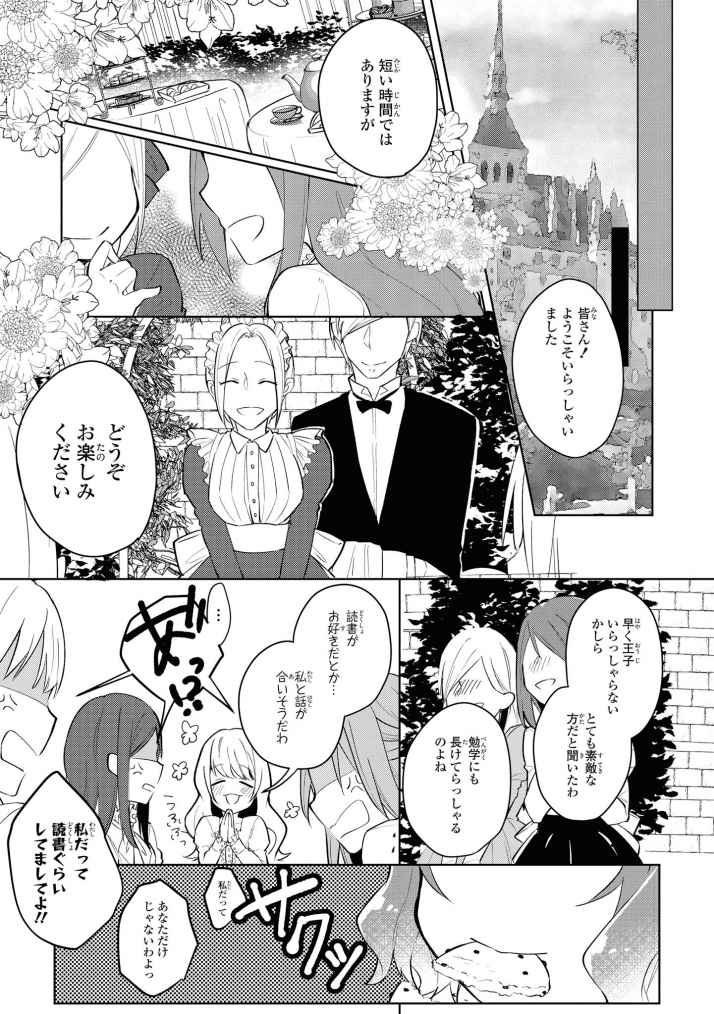 皆さん!
ようこそいらっしゃい
ました
短い時間では
ありますが
どうぞ
お楽しみ
ください
早く王子
いらっしゃらない
かしら
とても素敵な
方だと聞いたわ
勉学にも
長けてらっしゃる
のよね
読書が
お好きだとか…
私と話が
合いそうだわ
うふふっ
…
あ゛っ!?
私だって
読書ぐらい
してましてよ!!
サクッ
私だって
あなただけ
じゃないわよっ